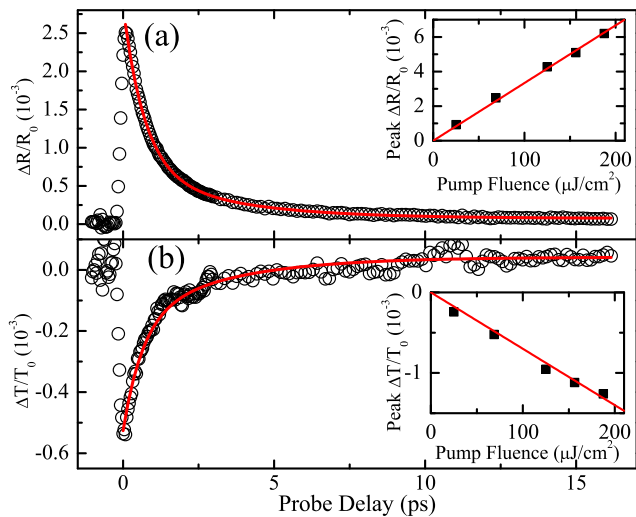 (a)
2.5
2.0
1.5
1.0
0.5
0.0
ΔR/R₀ (10⁻³)
6
4
2
0
Peak ΔR/R₀ (10⁻³)
0 100 200
Pump Fluence (μJ/cm²)
(b)
0.0
-0.2
-0.4
-0.6
ΔT/T₀ (10⁻³)
0
-1
Peak ΔT/T₀ (10⁻³)
0 100 200
Pump Fluence (μJ/cm²)
0 5 10 15
Probe Delay (ps)